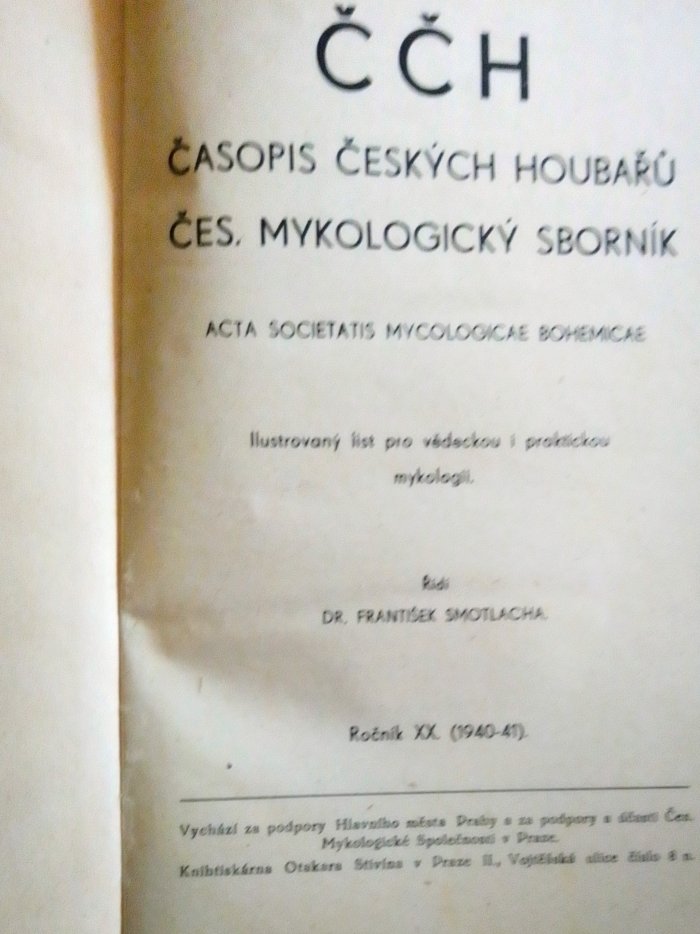 ČČH
ČASOPIS ČESKÝCH HOUBAŘŮ
ČES. MYKOLOGICKÝ SBORNÍK
ACTA SOCIETATIS MYCOLOGICAE BOHEMICAE
Ilustrovaný list pro vědeckou i praktickou
mykologii.
Řídí
DR. FRANTIŠEK SMOTLACHA.
Ročník XX. (1940-41).
Vychází za podpory Hlavního města Prahy a za podpory a účasti Čes.
Mykologické Společnosti v Praze.
Knihtiskárna Otakara Štivína v Praze II., Vojtěšská ulice číslo 8 n.